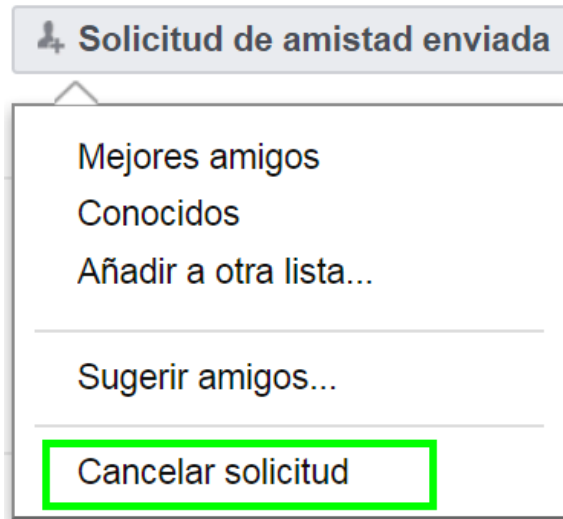 Solicitud de amistad enviada
Mejores amigos
Conocidos
Añadir a otra lista...
Sugerir amigos...
Cancelar solicitud